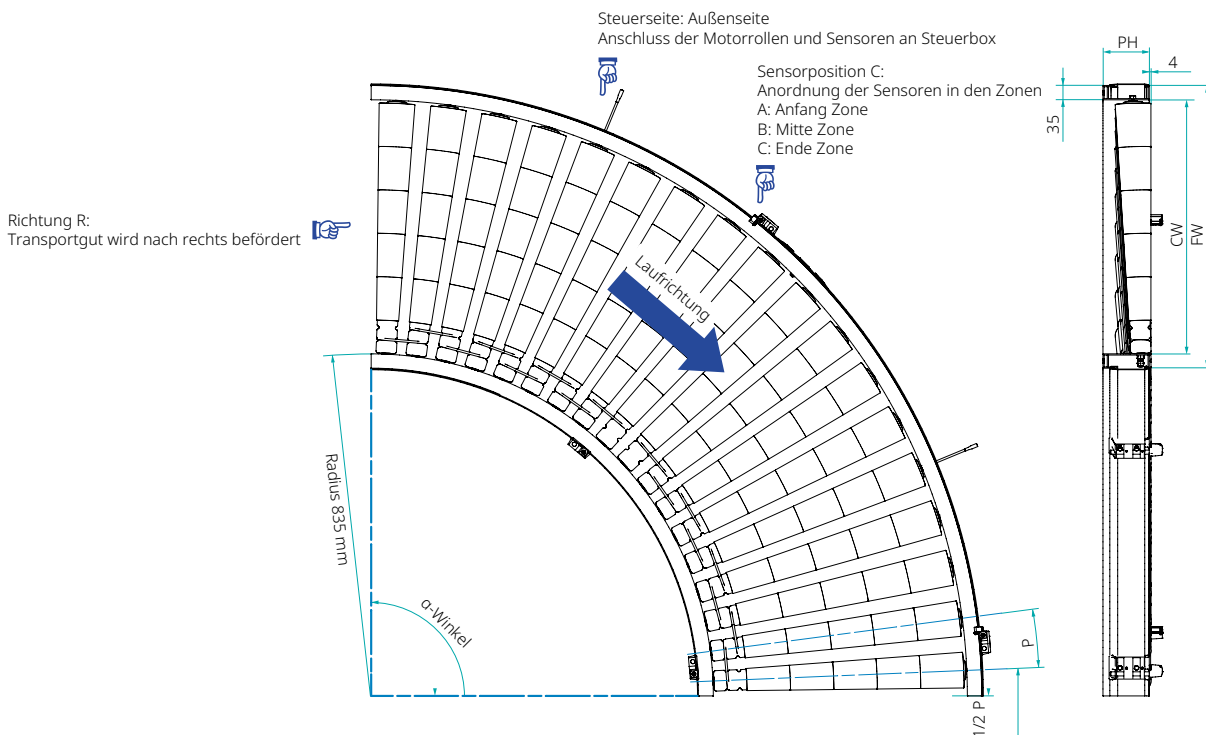 Steuerseite: Außenseite
Anschluss der Motorrollen und Sensoren an Steuerbox
Sensorposition C:
Anordnung der Sensoren in den Zonen
A: Anfang Zone
B: Mitte Zone
C: Ende Zone
Richtung R:
Transportgut wird nach rechts befördert
Laufrichtung
Radius 835 mm
α-Winkel
P
1/2 P
PH
4
35
CW
FW